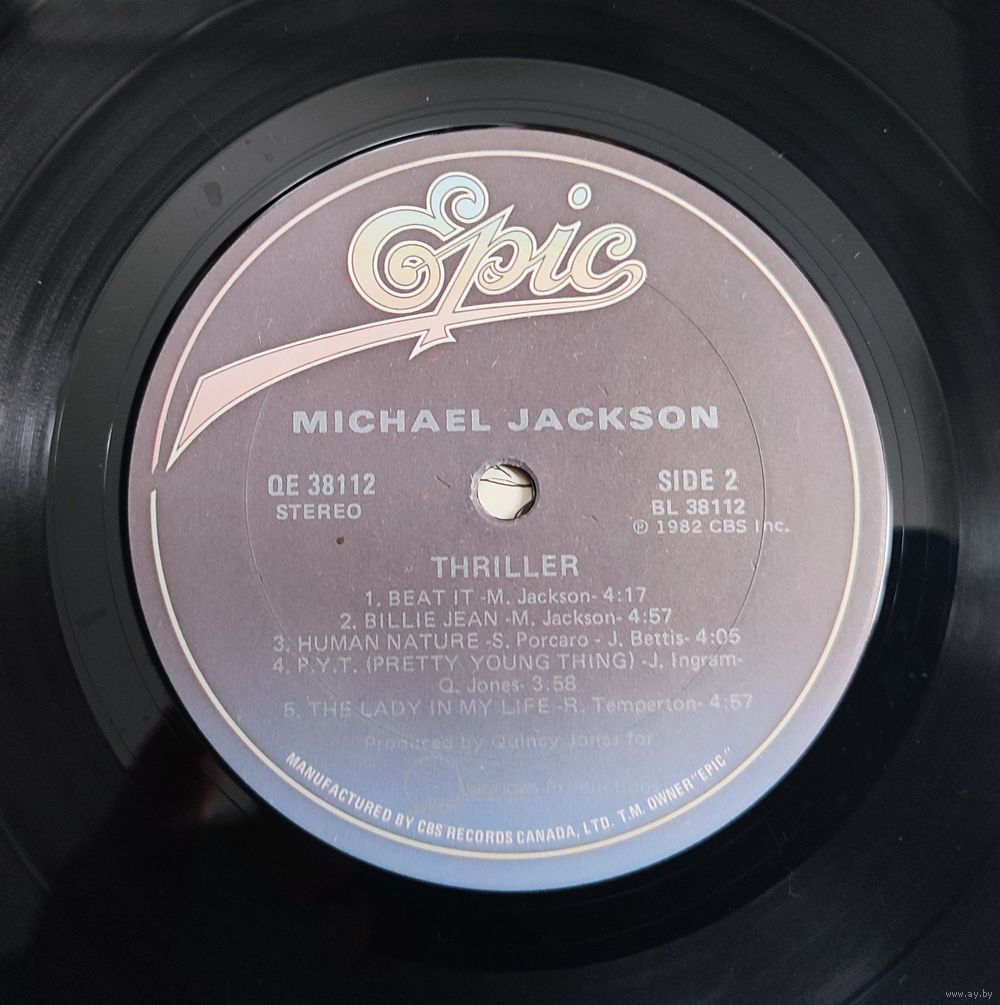 Epic
MICHAEL JACKSON
QE 38112
STEREO
SIDE 2
BL 38112
℗ 1982 CBS Inc.
THRILLER
1. BEAT IT -M. Jackson- 4:17
2. BILLIE JEAN -M. Jackson- 4:57
3. HUMAN NATURE -S. Porcaro - J. Bettis- 4:05
4. P.Y.T. (PRETTY YOUNG THING) -J. Ingram-
Q. Jones- 3:58
5. THE LADY IN MY LIFE -R. Temperton- 4:57
Produced by Quincy Jones for
Productions
MANUFACTURED BY CBS RECORDS CANADA, LTD. T.M. OWNER "EPIC"
www.ay.by